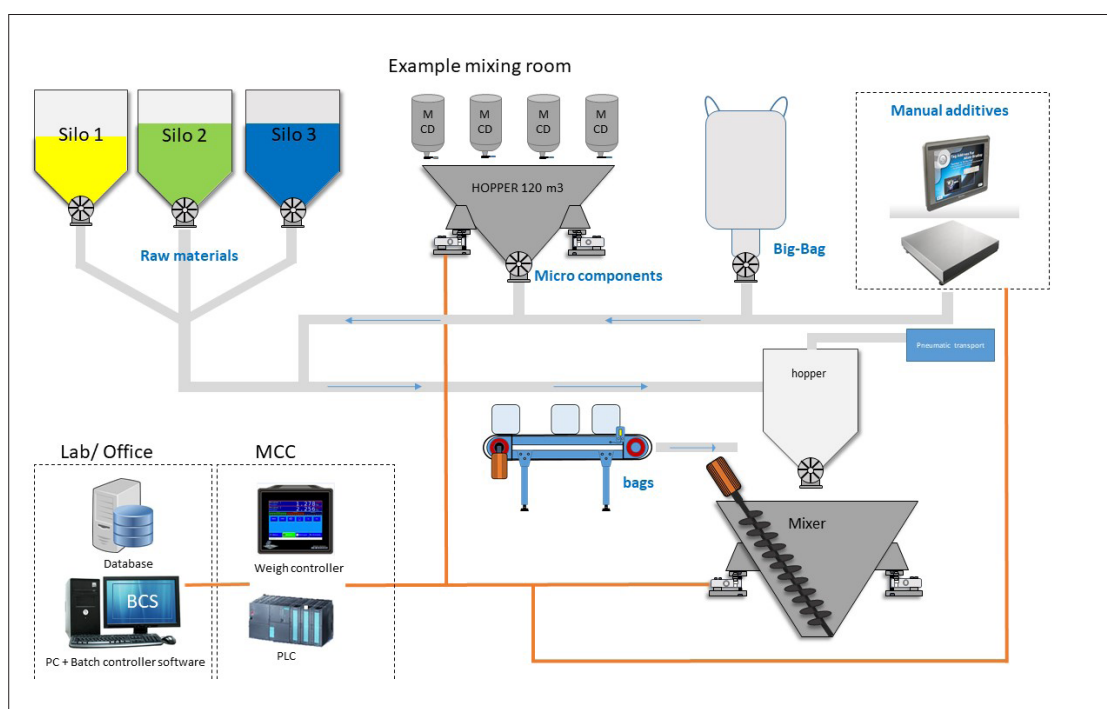 Example mixing room
M
CD
M
CD
M
CD
M
CD
Manual additives
Silo 1
Silo 2
Silo 3
HOPPER 120 m3
Raw materials
Big-Bag
Micro components
Pneumatic transport
hopper
Lab/ Office
MCC
bags
Mixer
Database
Weigh controller
BCS
PC + Batch controller software
PLC